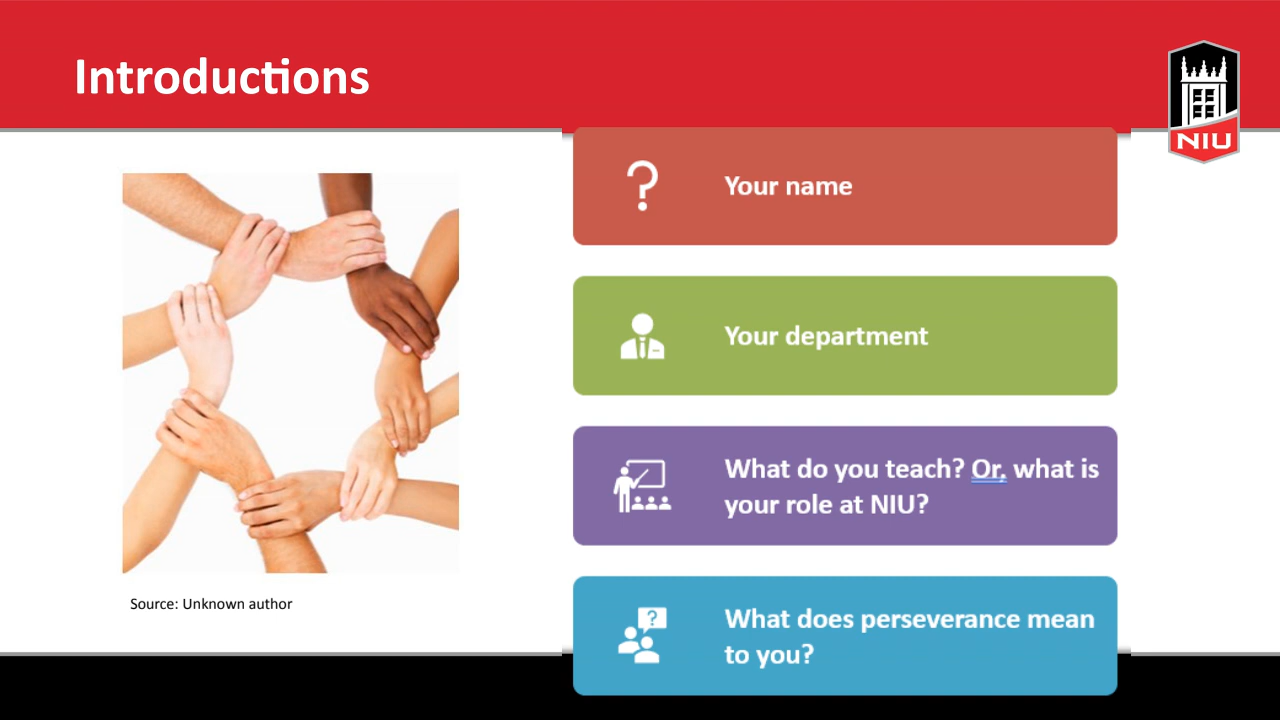 Introductions
NIU
Your name
Your department
What do you teach? Or, what is
your role at NIU?
?
What does perseverance mean
to you?
Source: Unknown author